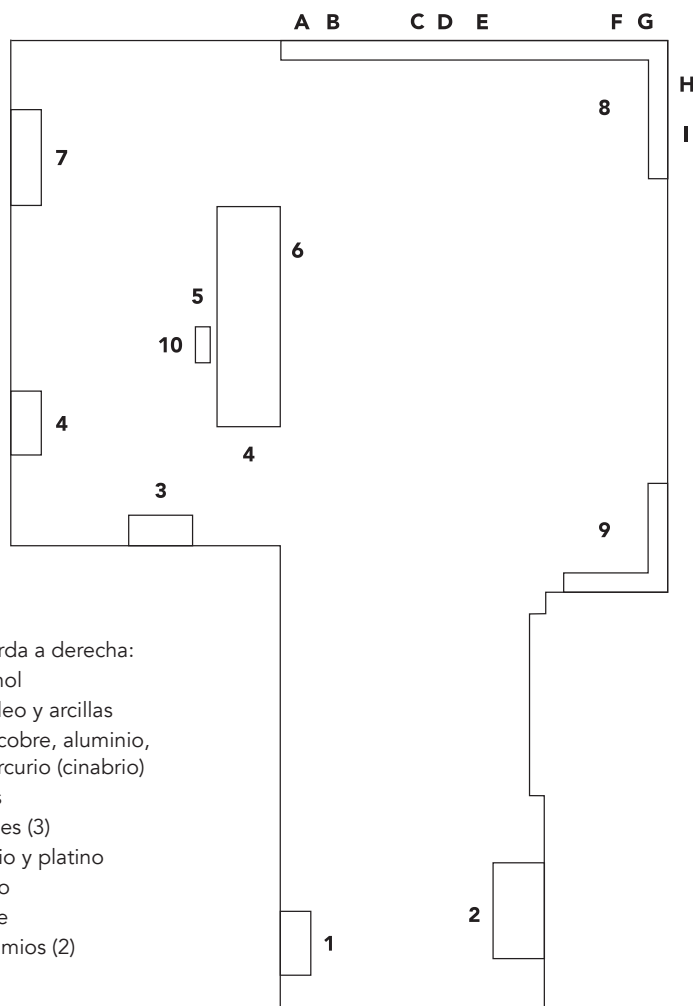 A B C D E F G
H
8
I
7
6
5
10
4
4
3
9
rda a derecha:
nol
leo y arcillas
cobre, aluminio,
rcurio (cinabrio)
s
es (3)
io y platino
o
e
mios (2)
2
1